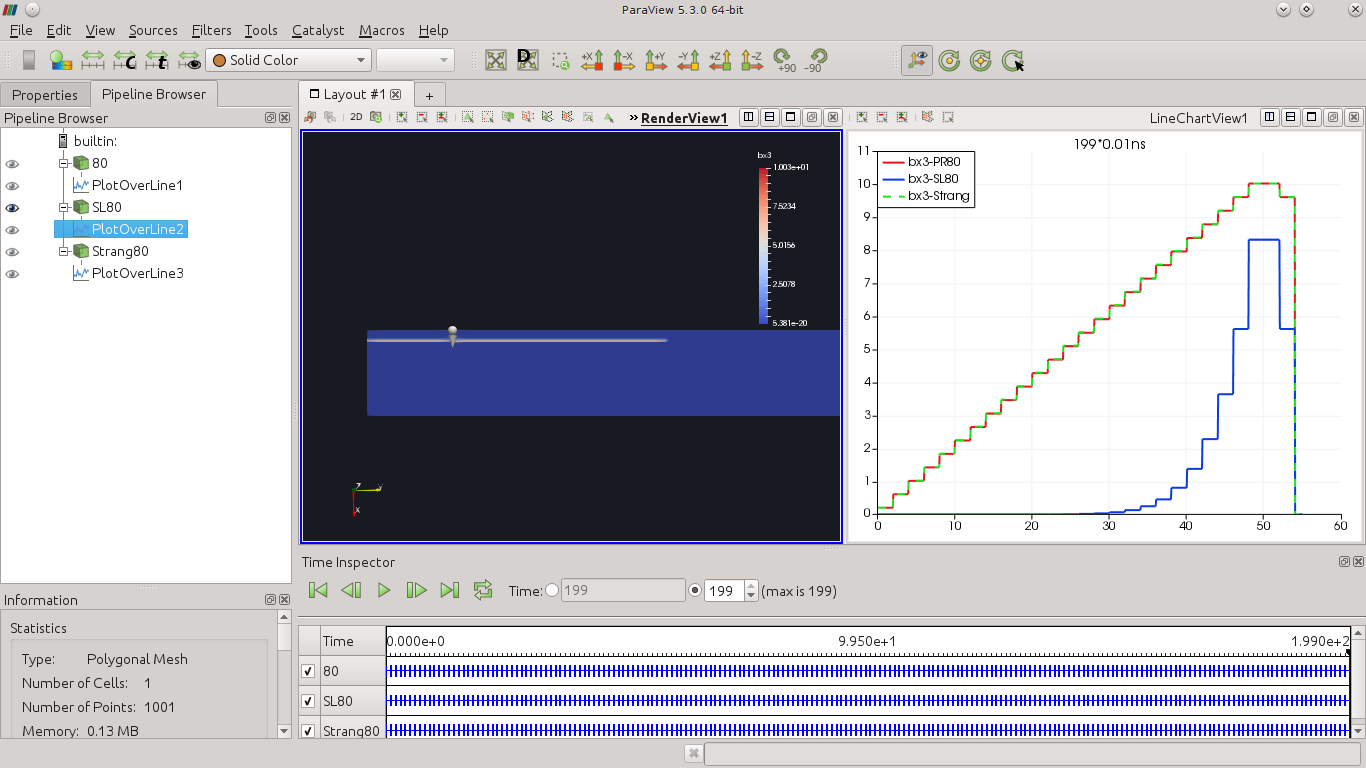 ParaView 5.3.0 64-bit
File Edit View Sources Filters Tools Catalyst Macros Help
C t Solid Color D +X -X +Y -Y +Z -Z +90 -90
Properties Pipeline Browser Layout #1 +
Pipeline Browser
2D » RenderView1 LineChartView1
builtin:
80
PlotOverLine1
SL80
PlotOverLine2
Strang80
PlotOverLine3
bx3
1.003e+01
7.5234
5.0156
2.5078
5.381e-20
Z
Y
X
199*0.01ns
bx3-PR80
bx3-SL80
bx3-Strang
11
10
9
8
7
6
5
4
3
2
1
0
0 10 20 30 40 50 60
Time Inspector
Time: 199 199 (max is 199)
Time 0.000e+0 9.950e+1 1.990e+2
80
SL80
Strang80
Information
Statistics
Type: Polygonal Mesh
Number of Cells: 1
Number of Points: 1001
Memory: 0.13 MB